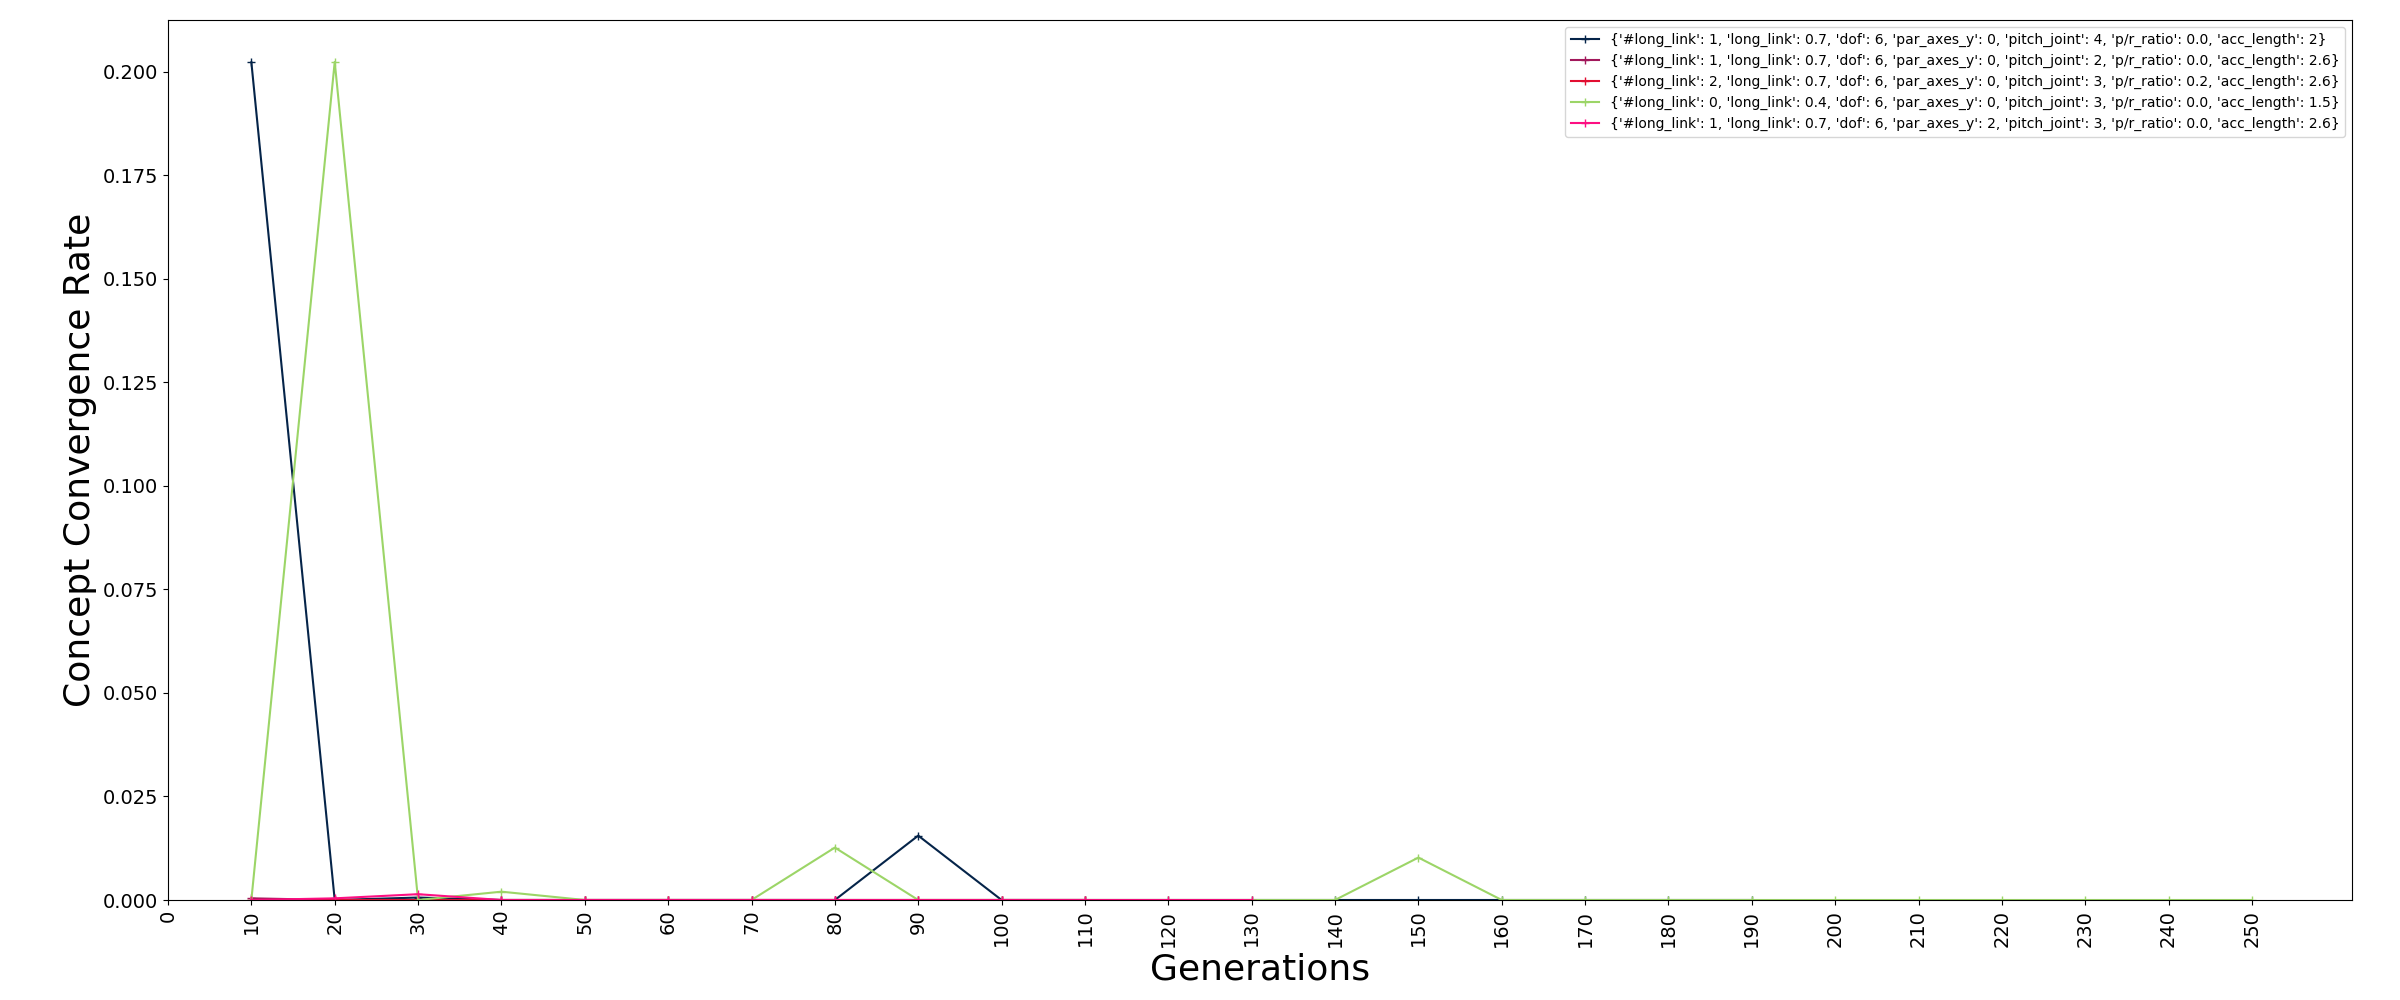 {'#long_link': 1, 'long_link': 0.7, 'dof': 6, 'par_axes_y': 0, 'pitch_joint': 4, 'p/r_ratio': 0.0, 'acc_length': 2}
{'#long_link': 1, 'long_link': 0.7, 'dof': 6, 'par_axes_y': 0, 'pitch_joint': 2, 'p/r_ratio': 0.0, 'acc_length': 2.6}
{'#long_link': 2, 'long_link': 0.7, 'dof': 6, 'par_axes_y': 0, 'pitch_joint': 3, 'p/r_ratio': 0.2, 'acc_length': 2.6}
{'#long_link': 0, 'long_link': 0.4, 'dof': 6, 'par_axes_y': 0, 'pitch_joint': 3, 'p/r_ratio': 0.0, 'acc_length': 1.5}
{'#long_link': 1, 'long_link': 0.7, 'dof': 6, 'par_axes_y': 2, 'pitch_joint': 3, 'p/r_ratio': 0.0, 'acc_length': 2.6}
Concept Convergence Rate
0.200
0.175
0.150
0.125
0.100
0.075
0.050
0.025
0.000
0 10 20 30 40 50 60 70 80 90 100 110 120 130 140 150 160 170 180 190 200 210 220 230 240 250
Generations